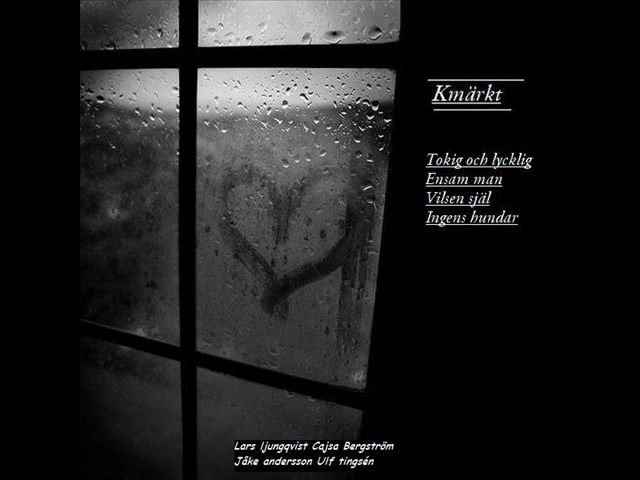 Kmärkt
Tokig och lycklig
Ensam man
Vilsen själ
Ingens hundar
Lars ljungqvist Cajsa Bergström
Jåke andersson Ulf tingsén